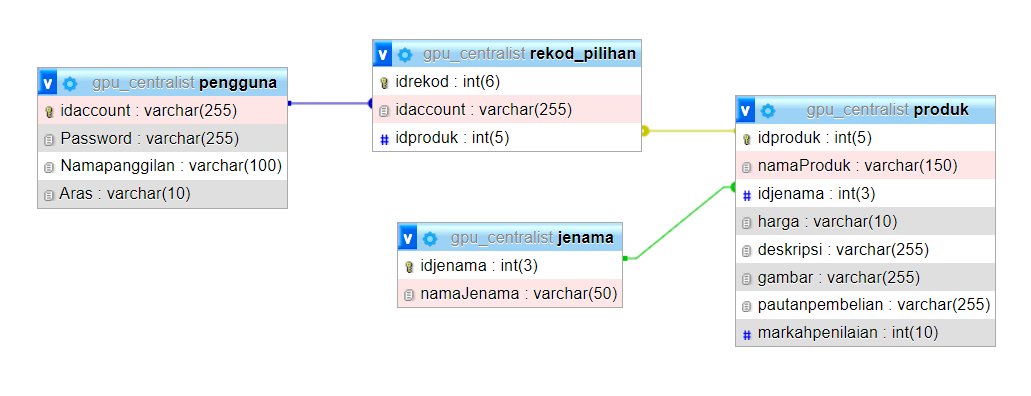 v gpu_centralist pengguna
idaccount : varchar(255)
Password : varchar(255)
Namapanggilan : varchar(100)
Aras : varchar(10)
v gpu_centralist rekod_pilihan
idrekod : int(6)
idaccount : varchar(255)
# idproduk : int(5)
v gpu_centralist jenama
idjenama : int(3)
namaJenama : varchar(50)
v gpu_centralist produk
idproduk : int(5)
namaProduk : varchar(150)
# idjenama : int(3)
harga : varchar(10)
deskripsi : varchar(255)
gambar : varchar(255)
pautanpembelian : varchar(255)
# markahpenilaian : int(10)